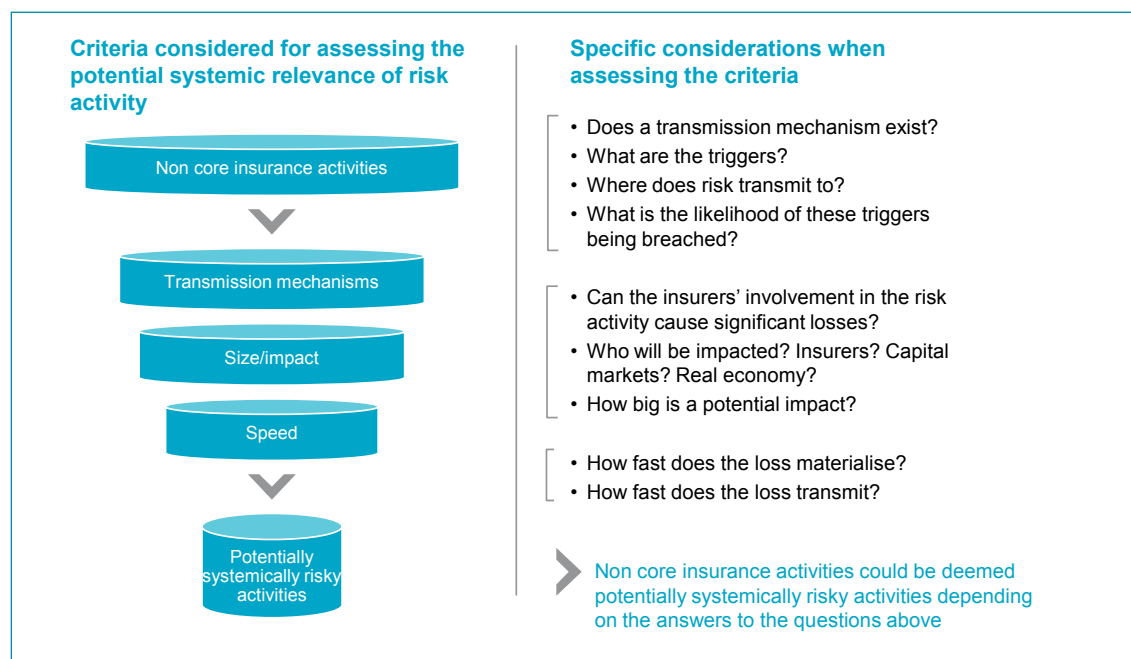 Criteria considered for assessing the
potential systemic relevance of risk
activity
Non core insurance activities
Transmission mechanisms
Size/impact
Speed
Potentially
systemically risky
activities
Specific considerations when
assessing the criteria
• Does a transmission mechanism exist?
• What are the triggers?
• Where does risk transmit to?
• What is the likelihood of these triggers
being breached?
• Can the insurers’ involvement in the risk
activity cause significant losses?
• Who will be impacted? Insurers? Capital
markets? Real economy?
• How big is a potential impact?
• How fast does the loss materialise?
• How fast does the loss transmit?
Non core insurance activities could be deemed
potentially systemically risky activities depending
on the answers to the questions above